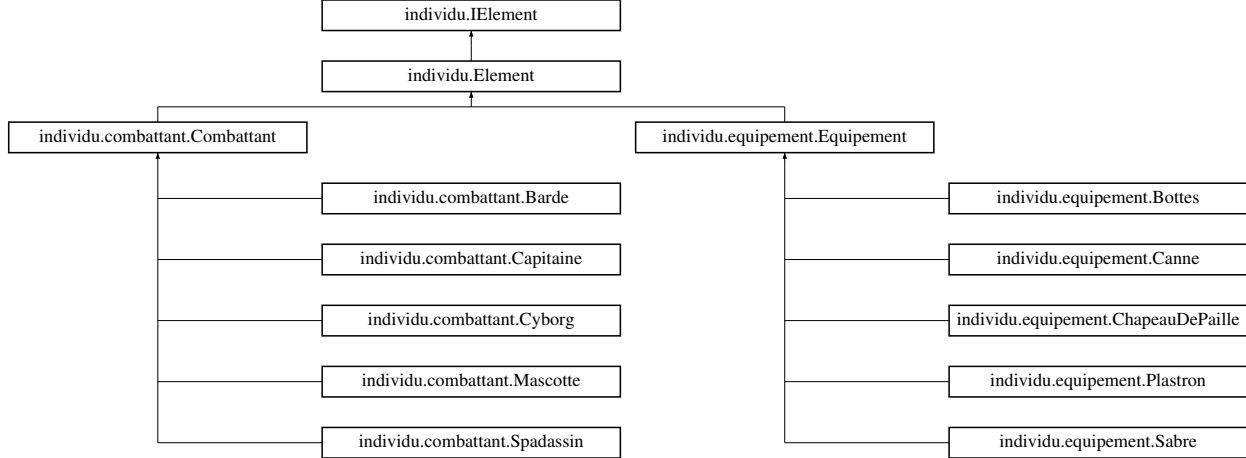 individu.IElement
individu.Element
individu.combattant.Combattant
individu.equipement.Equipement
individu.combattant.Barde
individu.equipement.Bottes
individu.combattant.Capitaine
individu.equipement.Canne
individu.combattant.Cyborg
individu.equipement.ChapeauDePaille
individu.combattant.Mascotte
individu.equipement.Plastron
individu.combattant.Spadassin
individu.equipement.Sabre